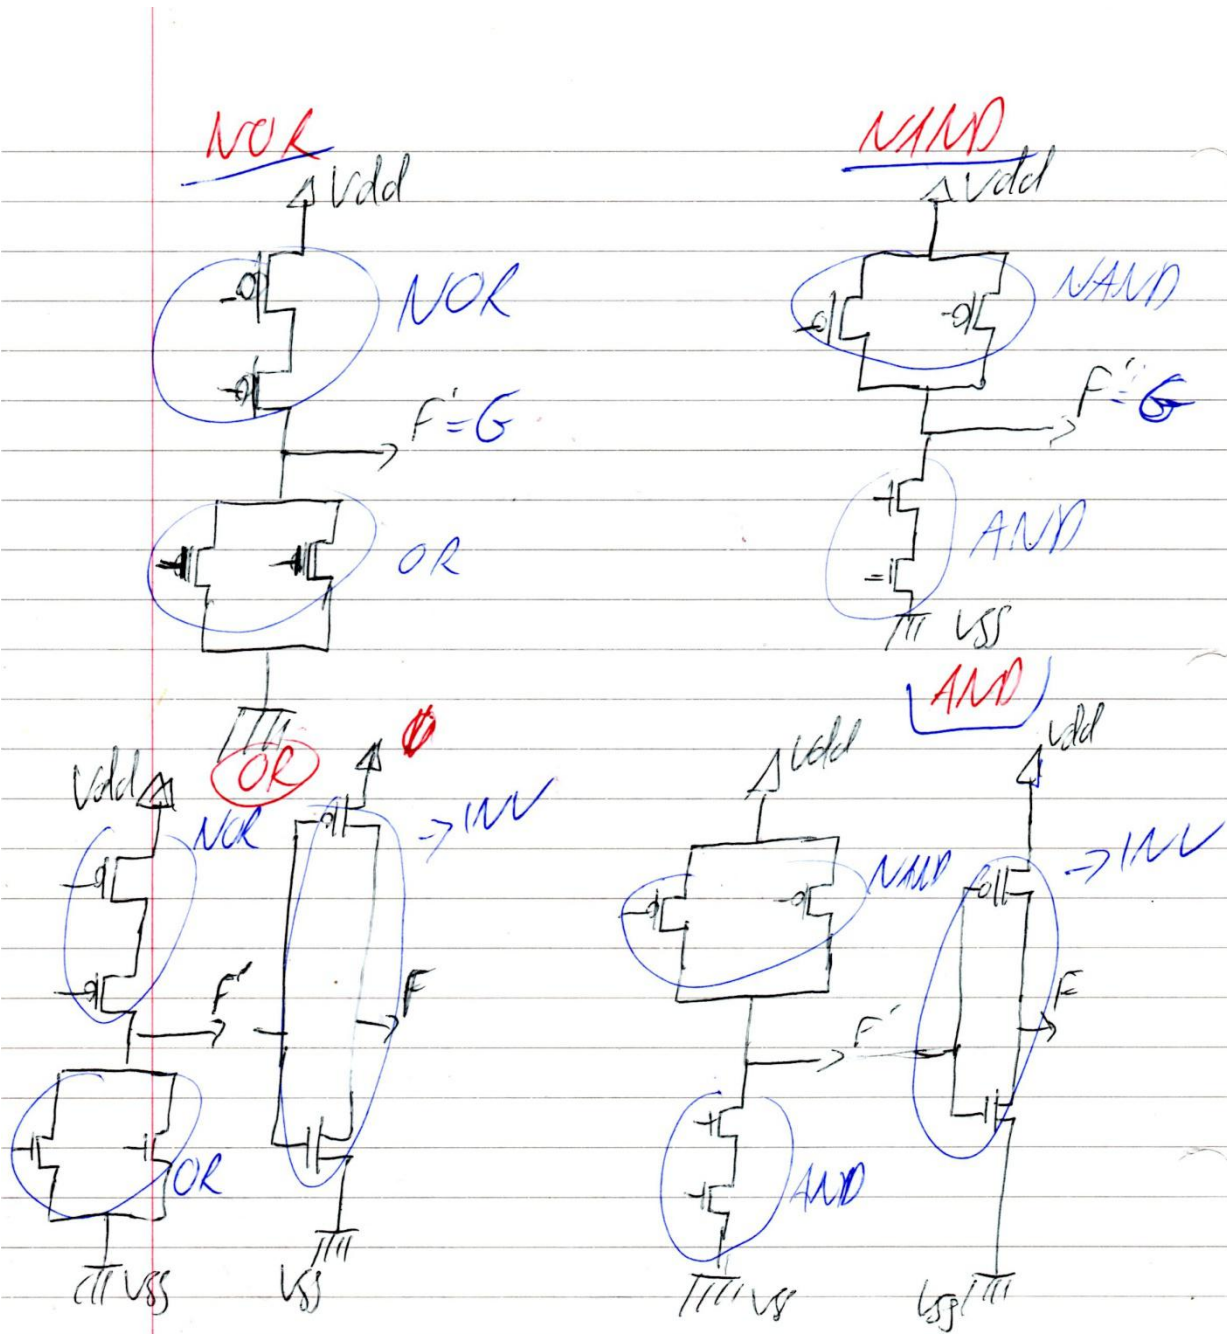 NOR
Vdd
NOR
F'=G
OR
NAND
Vdd
NAND
F'=G
AND
Vss
OR
Vdd
NOR
→ INV
F'
F
OR
Vss
Vss
AND
Vdd
Vdd
NAND
→ INV
F'
F
AND
Vss
Vss